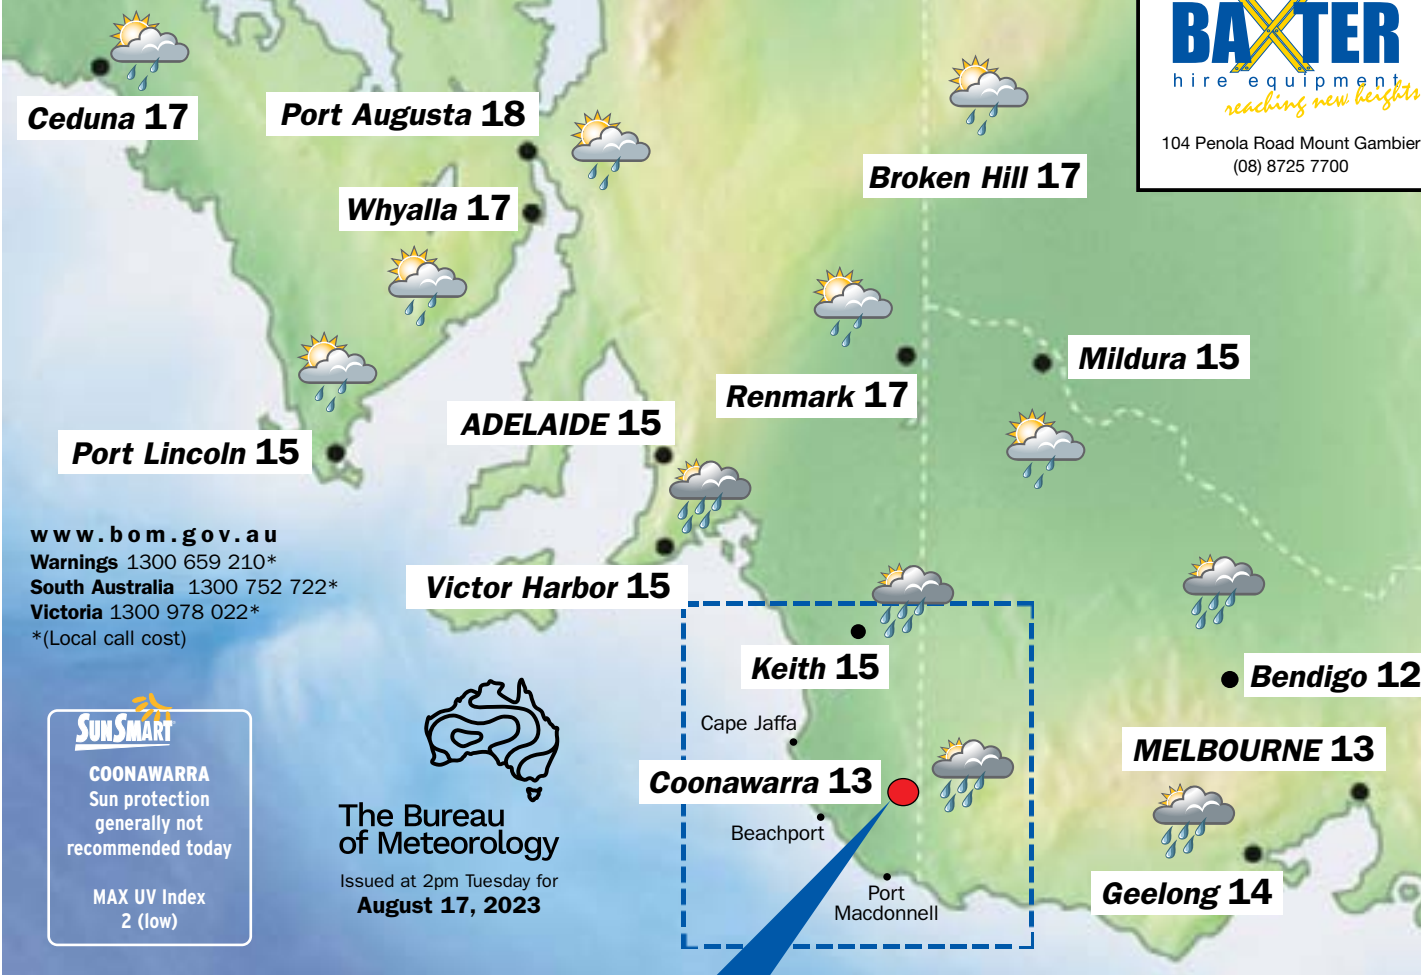 BAXTER
hire equipment
reaching new heights
104 Penola Road Mount Gambier
(08) 8725 7700
Ceduna 17
Port Augusta 18
Whyalla 17
Broken Hill 17
Renmark 17
Mildura 15
ADELAIDE 15
Port Lincoln 15
Victor Harbor 15
www.bom.gov.au
Warnings 1300 659 210*
South Australia 1300 752 722*
Victoria 1300 978 022*
*(Local call cost)
Keith 15
Bendigo 12
Cape Jaffa
MELBOURNE 13
Coonawarra 13
Beachport
Port
Macdonnell
Geelong 14
SUNSMART
COONAWARRA
Sun protection
generally not
recommended today
MAX UV Index
2 (low)
The Bureau
of Meteorology
Issued at 2pm Tuesday for
August 17, 2023